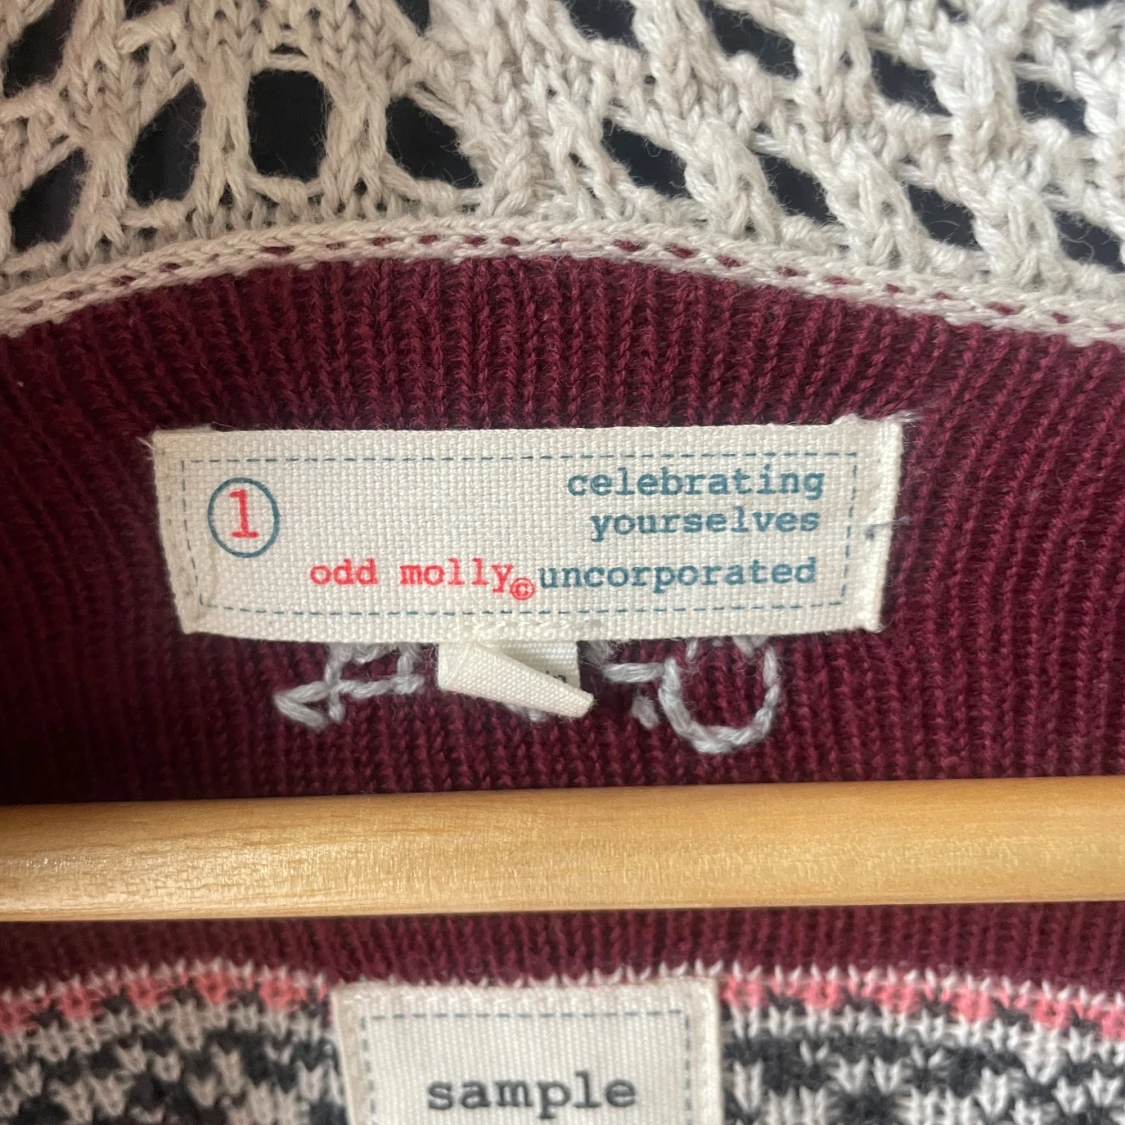 1
celebrating
yourselves
odd molly© uncorporated
sample